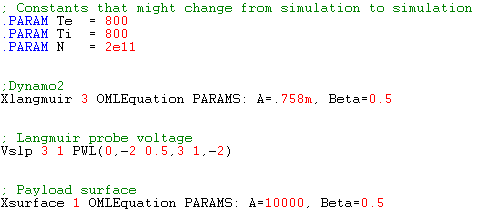 ; Constants that might change from simulation to simulation
.PARAM Te = 800
.PARAM Ti = 800
.PARAM N = 2e11
;Dynamo2
Xlangmuir 3 OMLEquation PARAMS: A=.758m, Beta=0.5
; Langmuir probe voltage
Vslp 3 1 PWL(0,-2 0.5,3 1,-2)
; Payload surface
Xsurface 1 OMLEquation PARAMS: A=10000, Beta=0.5